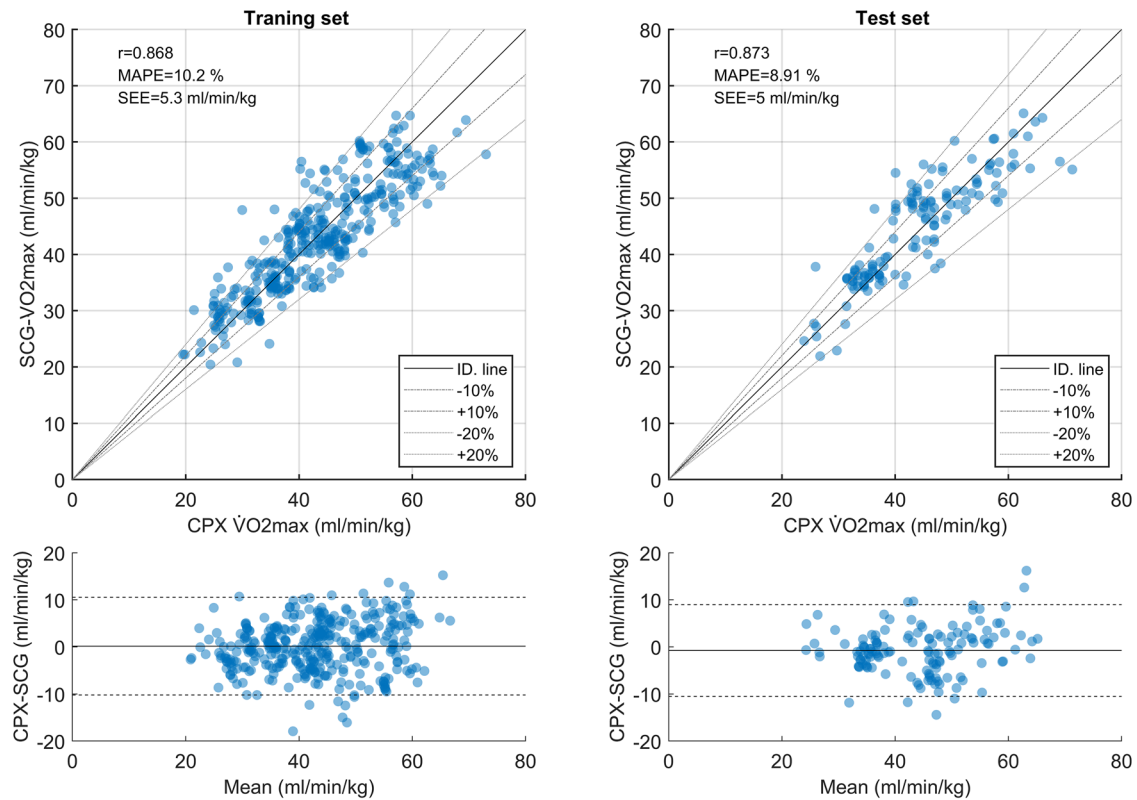 Traning set
80
70
60
50
40
30
20
10
0
r=0.868
MAPE=10.2 %
SEE=5.3 ml/min/kg
SCG-VO2max (ml/min/kg)
ID. line
-10%
+10%
-20%
+20%
0 20 40 60 80
CPX V̇O2max (ml/min/kg)
Test set
80
70
60
50
40
30
20
10
0
r=0.873
MAPE=8.91 %
SEE=5 ml/min/kg
SCG-VO2max (ml/min/kg)
ID. line
-10%
+10%
-20%
+20%
0 20 40 60 80
CPX V̇O2max (ml/min/kg)
20
10
0
-10
-20
CPX-SCG (ml/min/kg)
0 20 40 60 80
Mean (ml/min/kg)
20
10
0
-10
-20
CPX-SCG (ml/min/kg)
0 20 40 60 80
Mean (ml/min/kg)